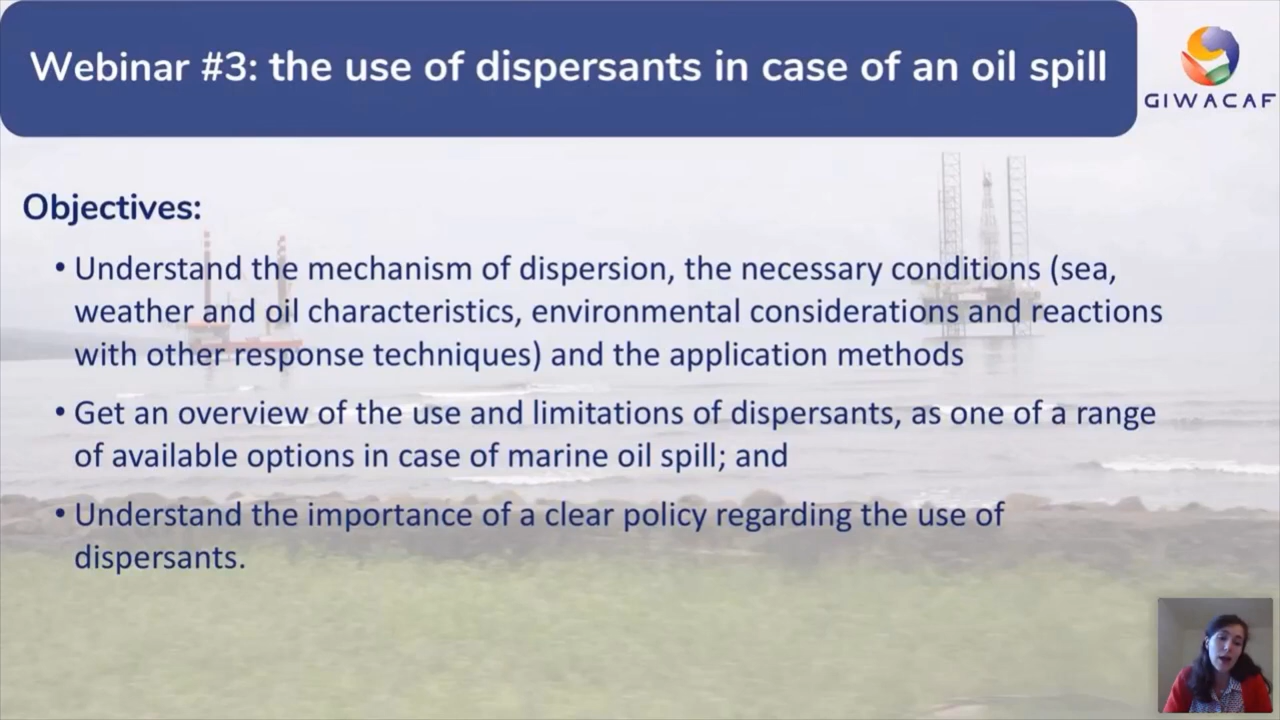 Webinar #3: the use of dispersants in case of an oil spill
GIWACAF
Objectives:
• Understand the mechanism of dispersion, the necessary conditions (sea,
weather and oil characteristics, environmental considerations and reactions
with other response techniques) and the application methods
• Get an overview of the use and limitations of dispersants, as one of a range
of available options in case of marine oil spill; and
• Understand the importance of a clear policy regarding the use of
dispersants.